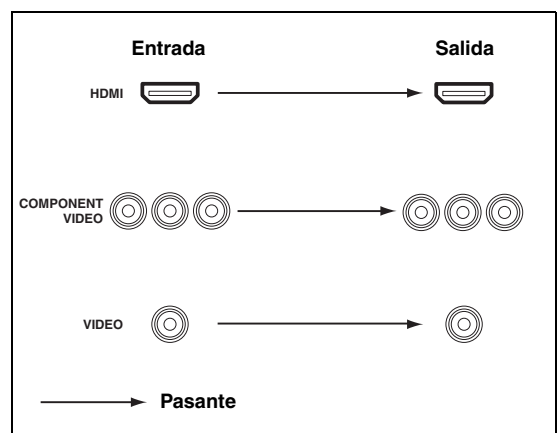 Entrada Salida
HDMI
COMPONENT
VIDEO
VIDEO
Pasante